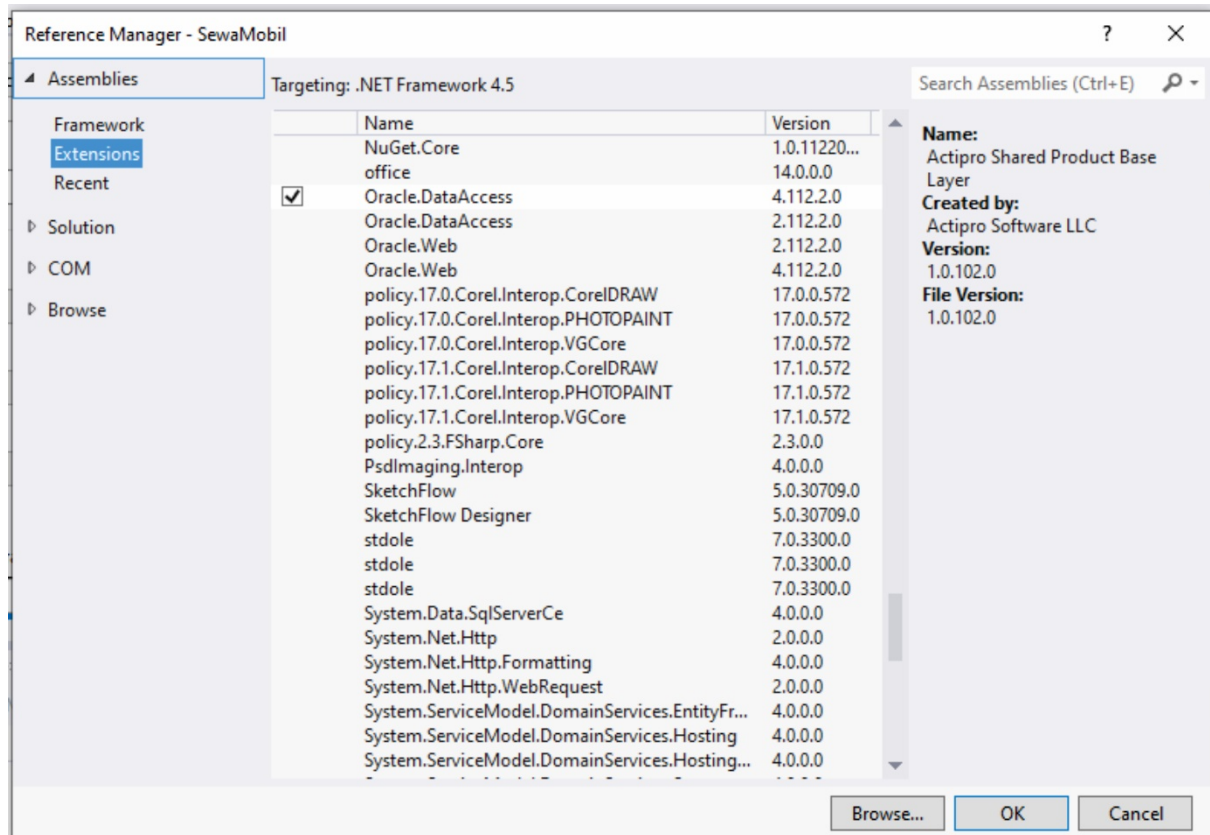 Reference Manager - SewaMobil
Assemblies
Framework
Extensions
Recent
Solution
COM
Browse
Targeting: .NET Framework 4.5
Name Version
NuGet.Core 1.0.11220...
office 14.0.0.0
Oracle.DataAccess 4.112.2.0
Oracle.DataAccess 2.112.2.0
Oracle.Web 2.112.2.0
Oracle.Web 4.112.2.0
policy.17.0.Corel.Interop.CorelDRAW 17.0.0.572
policy.17.0.Corel.Interop.PHOTOPAINT 17.0.0.572
policy.17.0.Corel.Interop.VGCore 17.0.0.572
policy.17.1.Corel.Interop.CorelDRAW 17.1.0.572
policy.17.1.Corel.Interop.PHOTOPAINT 17.1.0.572
policy.17.1.Corel.Interop.VGCore 17.1.0.572
policy.2.3.FSharp.Core 2.3.0.0
PsdImaging.Interop 4.0.0.0
SketchFlow 5.0.30709.0
SketchFlow Designer 5.0.30709.0
stdole 7.0.3300.0
stdole 7.0.3300.0
stdole 7.0.3300.0
System.Data.SqlServerCe 4.0.0.0
System.Net.Http 2.0.0.0
System.Net.Http.Formatting 4.0.0.0
System.Net.Http.WebRequest 2.0.0.0
System.ServiceModel.DomainServices.EntityFr... 4.0.0.0
System.ServiceModel.DomainServices.Hosting 4.0.0.0
System.ServiceModel.DomainServices.Hosting... 4.0.0.0
Search Assemblies (Ctrl+E)
Name:
Actipro Shared Product Base
Layer
Created by:
Actipro Software LLC
Version:
1.0.102.0
File Version:
1.0.102.0
Browse... OK Cancel